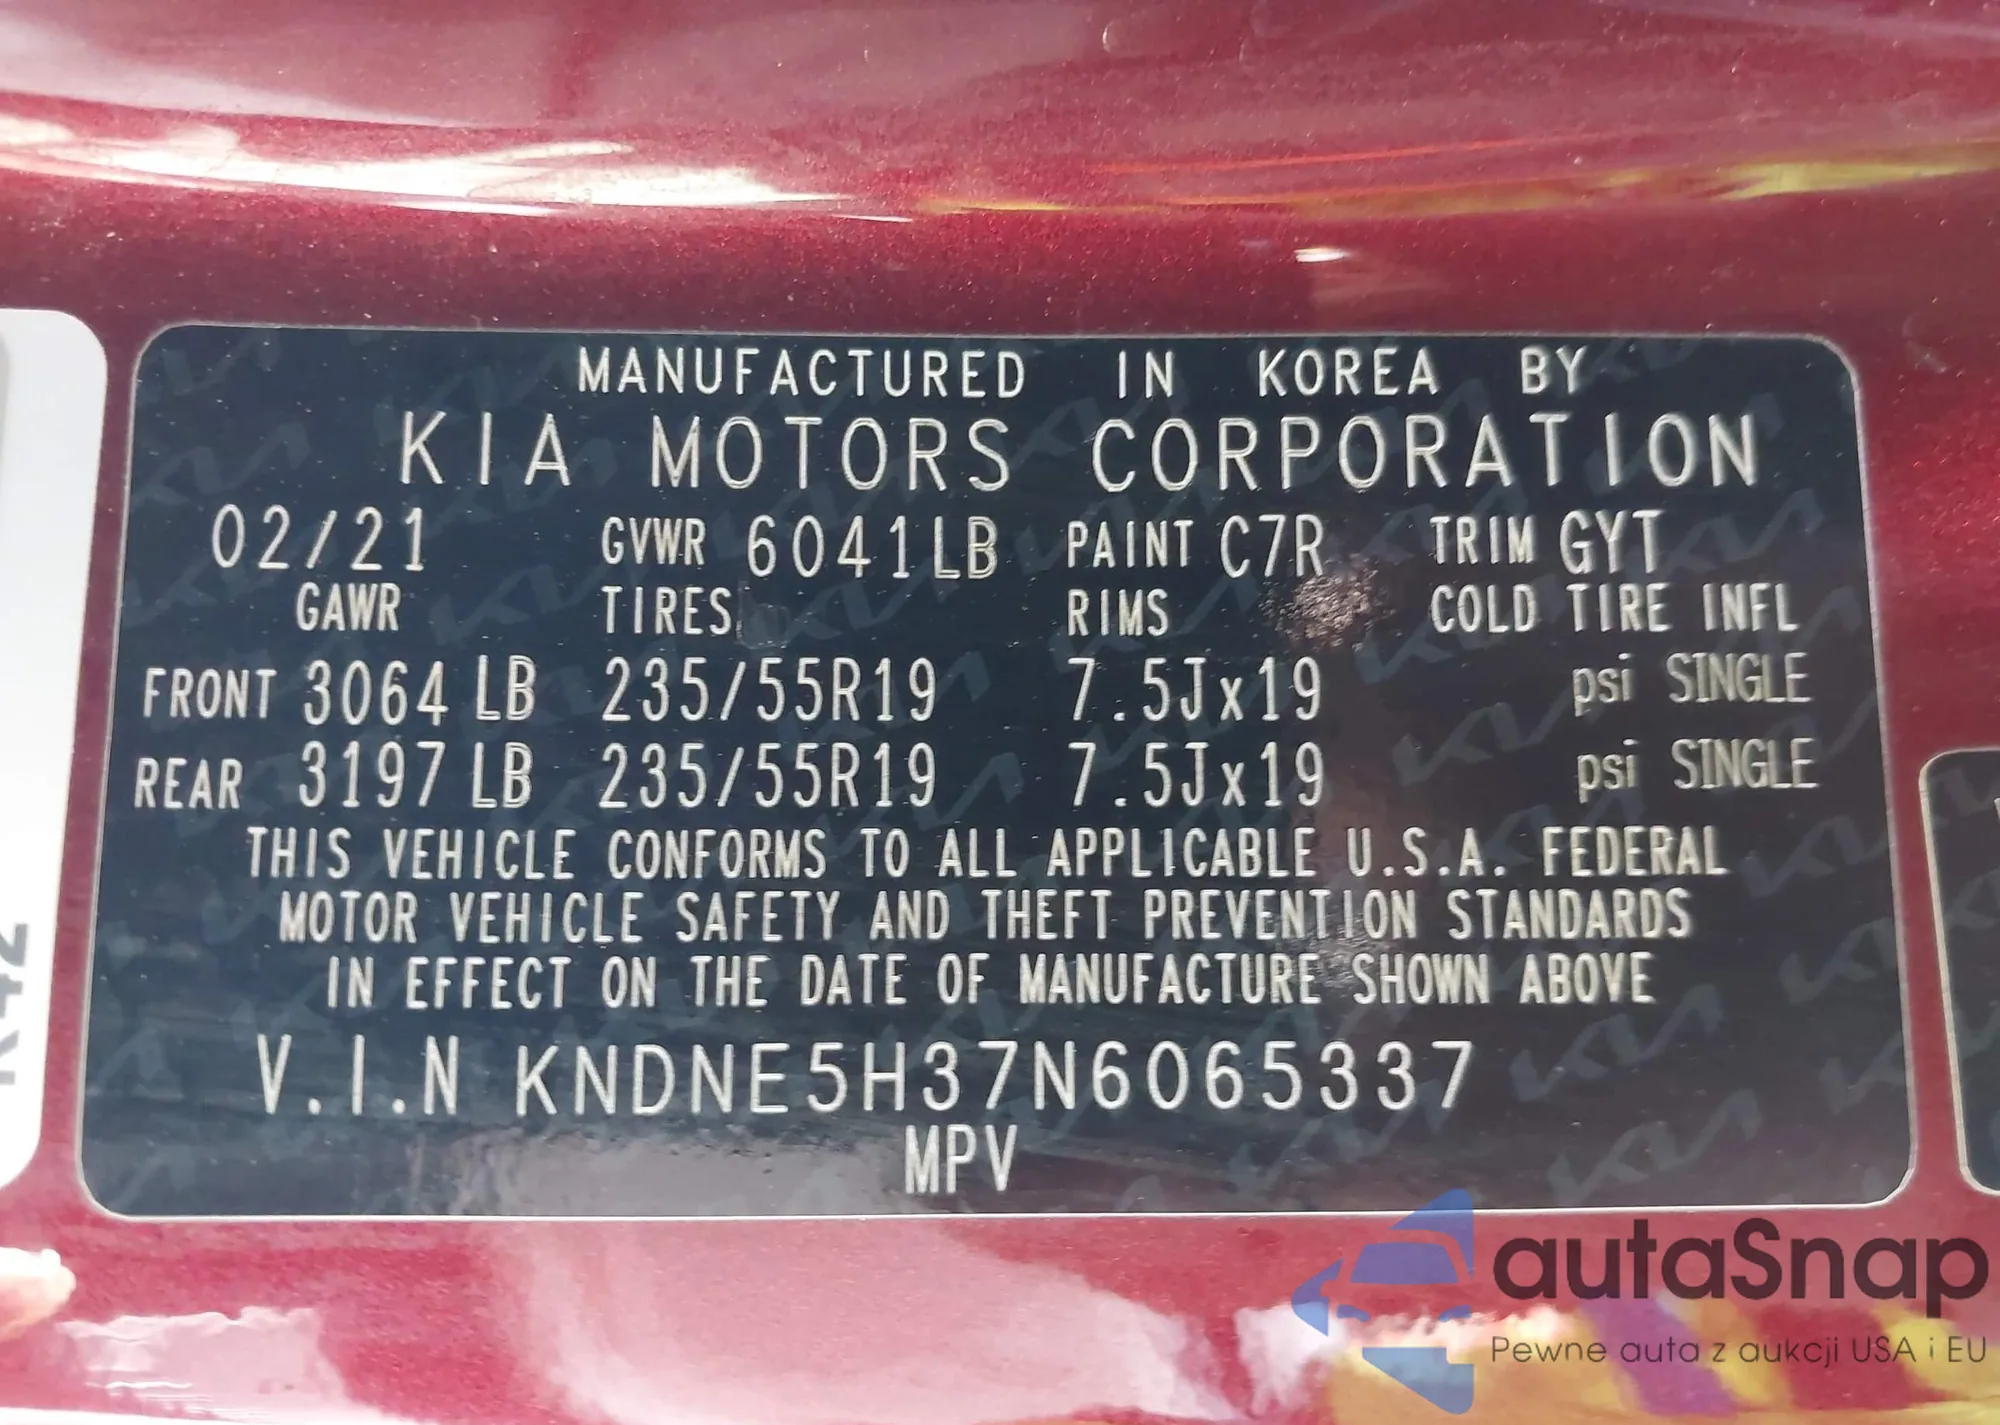 MANUFACTURED IN KOREA BY
KIA MOTORS CORPORATION
02/21 GVWR 6041LB PAINT C7R TRIM GYT
GAWR TIRES RIMS COLD TIRE INFL
FRONT 3064 LB 235/55R19 7.5Jx19 psi SINGLE
REAR 3197 LB 235/55R19 7.5Jx19 psi SINGLE
THIS VEHICLE CONFORMS TO ALL APPLICABLE U.S.A. FEDERAL
MOTOR VEHICLE SAFETY AND THEFT PREVENTION STANDARDS
IN EFFECT ON THE DATE OF MANUFACTURE SHOWN ABOVE
V.I.N KNDNE5H37N6065337
MPV
autaSnap
Pewne auta z aukcji USA i EU